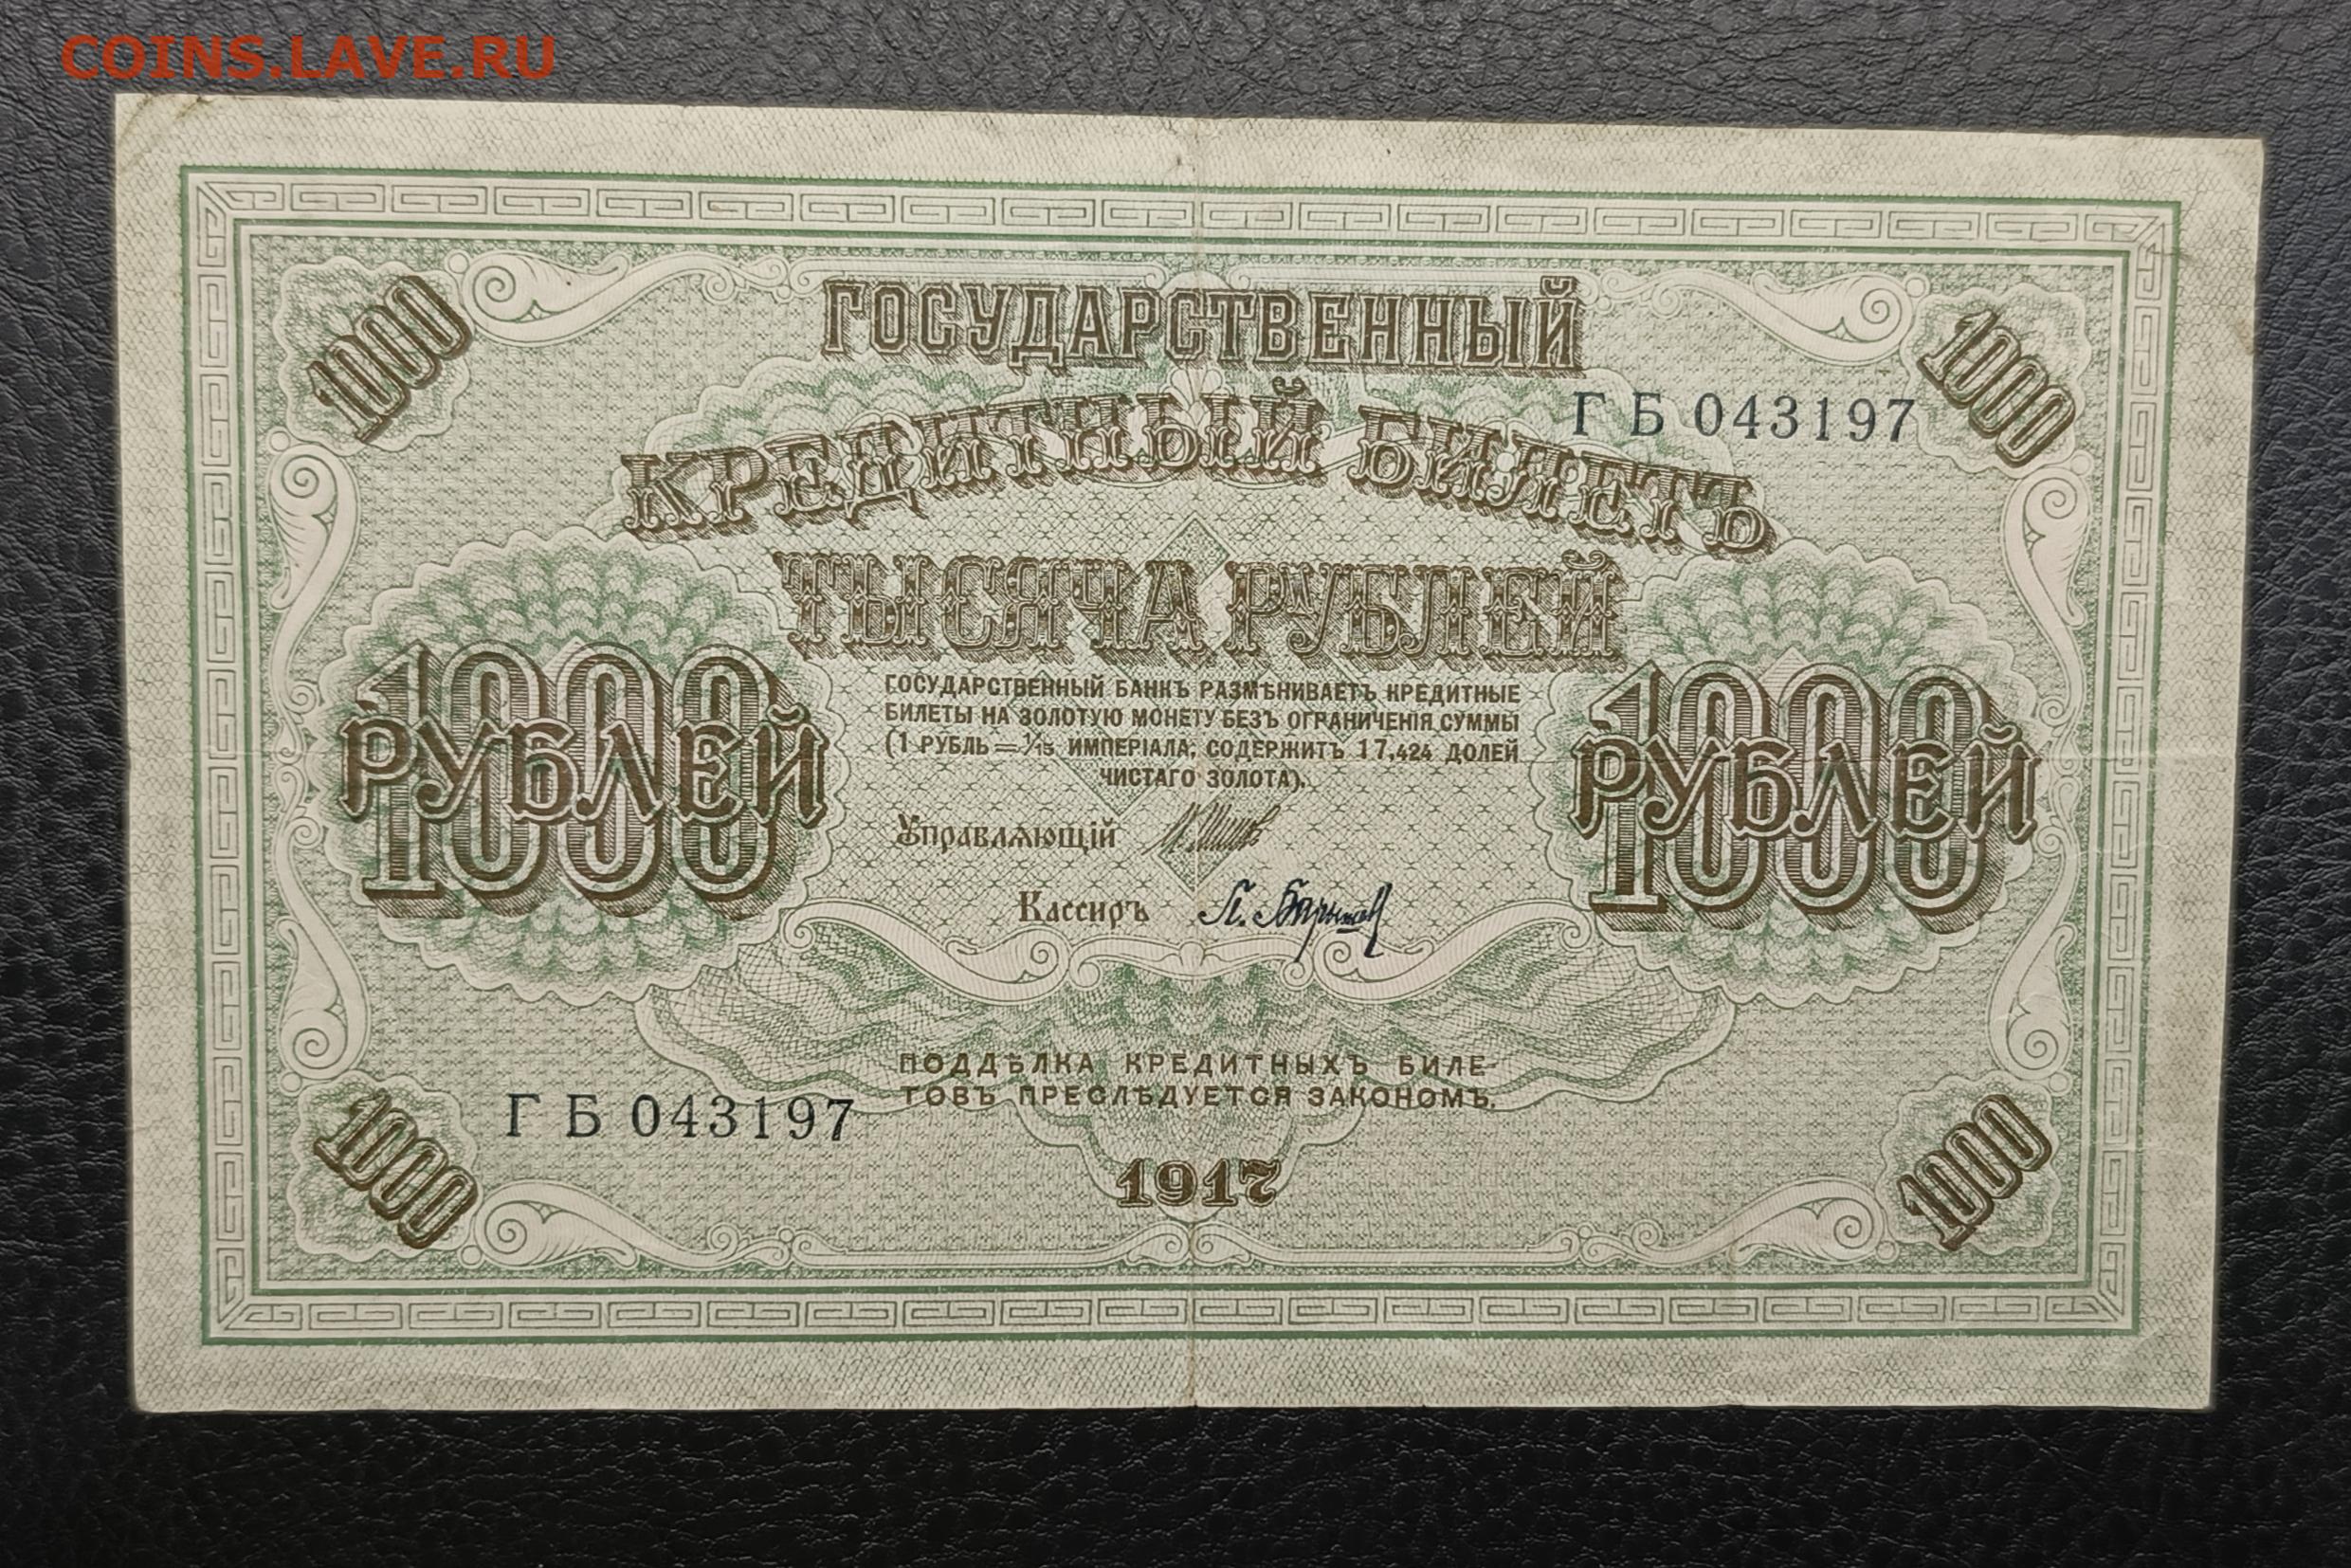 COINS.LAVE.RU
1000
ГОСУДАРСТВЕННЫЙ
1000
ГБ 043197
КРЕДИТНЫЙ БИЛЕТЪ
ТЫСЯЧА РУБЛЕЙ
1000
РУБЛЕЙ
ГОСУДАРСТВЕННЫЙ БАНКЪ РАЗМѢНИВАЕТЪ КРЕДИТНЫЕ
БИЛЕТЫ НА ЗОЛОТУЮ МОНЕТУ БЕЗЪ ОГРАНИЧЕНІЯ СУММЫ
(1 РУБЛЬ = 1/15 ИМПЕРІАЛА; СОДЕРЖИТЪ 17,424 ДОЛЕЙ
ЧИСТАГО ЗОЛОТА).
1000
РУБЛЕЙ
Управляющій
Кассиръ
ПОДДѢЛКА КРЕДИТНЫХЪ БИЛЕ-
ТОВЪ ПРЕСЛѢДУЕТСЯ ЗАКОНОМЪ.
ГБ 043197
1000
1917
1000